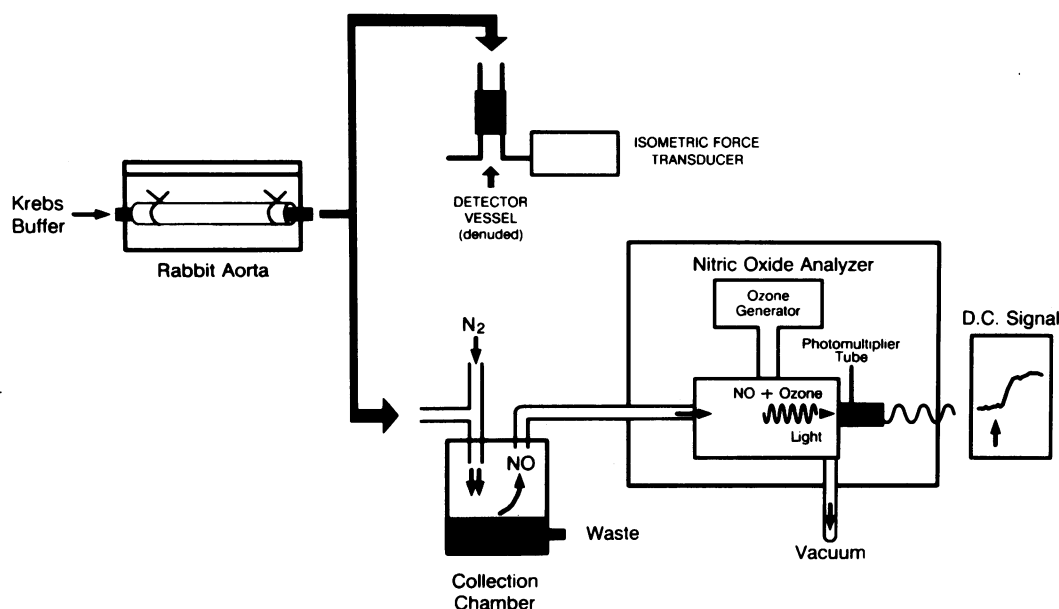 ISOMETRIC FORCE
TRANSDUCER
DETECTOR
VESSEL
(denuded)
Krebs
Buffer
Rabbit Aorta
Nitric Oxide Analyzer
Ozone
Generator
D.C. Signal
Photomultiplier
Tube
N2
NO + Ozone
Light
NO
Waste
Vacuum
Collection
Chamber